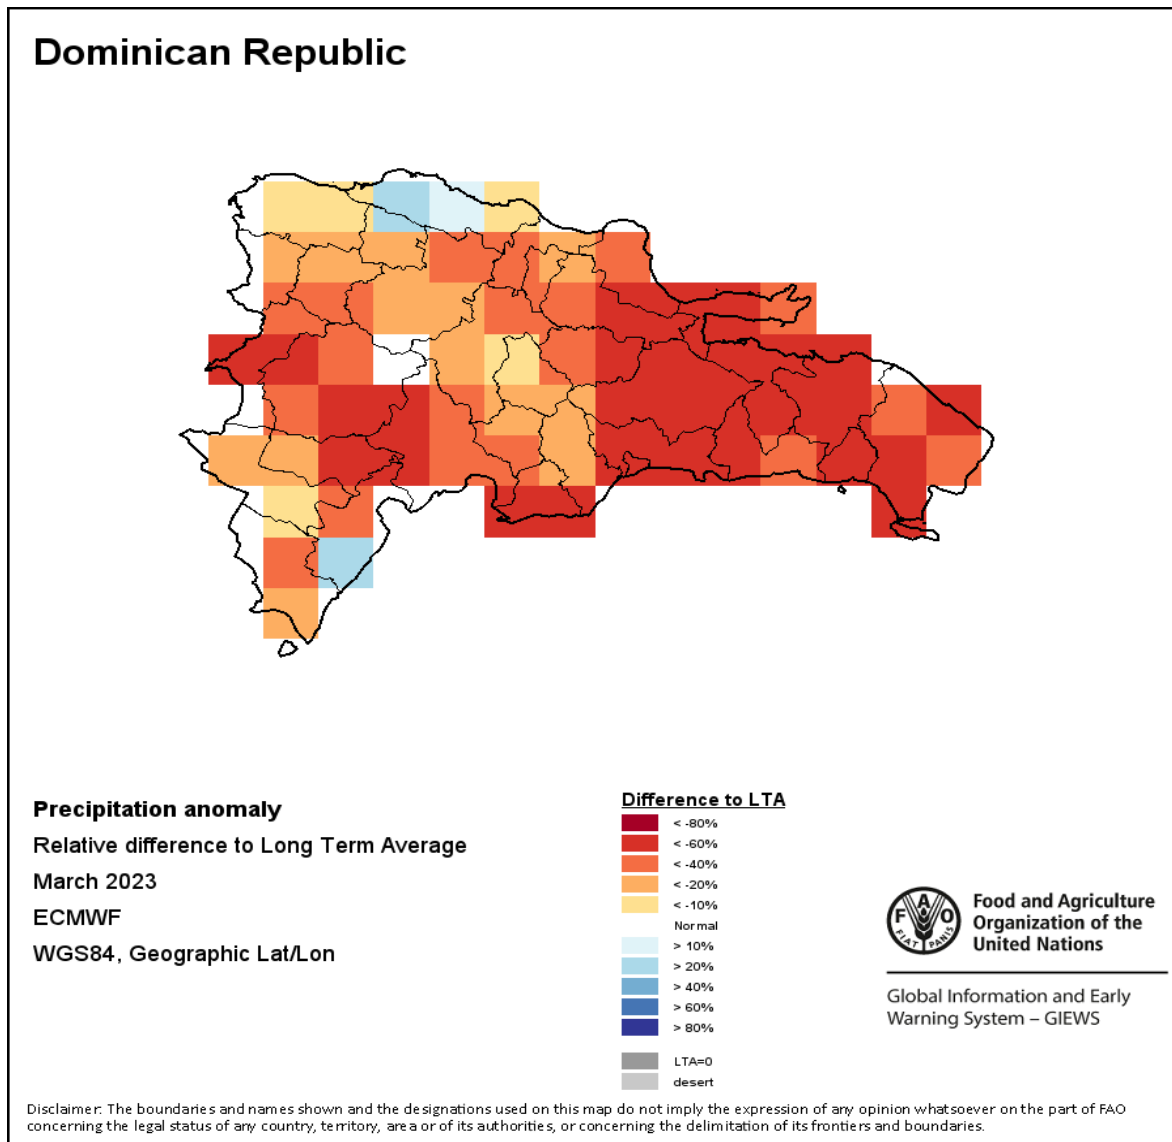 Dominican Republic
Precipitation anomaly
Relative difference to Long Term Average
March 2023
ECMWF
WGS84, Geographic Lat/Lon
Difference to LTA
< -80%
< -60%
< -40%
< -20%
< -10%
Normal
> 10%
> 20%
> 40%
> 60%
> 80%
LTA=0
desert
F A O
FIAT PANIS
Food and Agriculture
Organization of the
United Nations
Global Information and Early
Warning System – GIEWS
Disclaimer: The boundaries and names shown and the designations used on this map do not imply the expression of any opinion whatsoever on the part of FAO
concerning the legal status of any country, territory, area or of its authorities, or concerning the delimitation of its frontiers and boundaries.